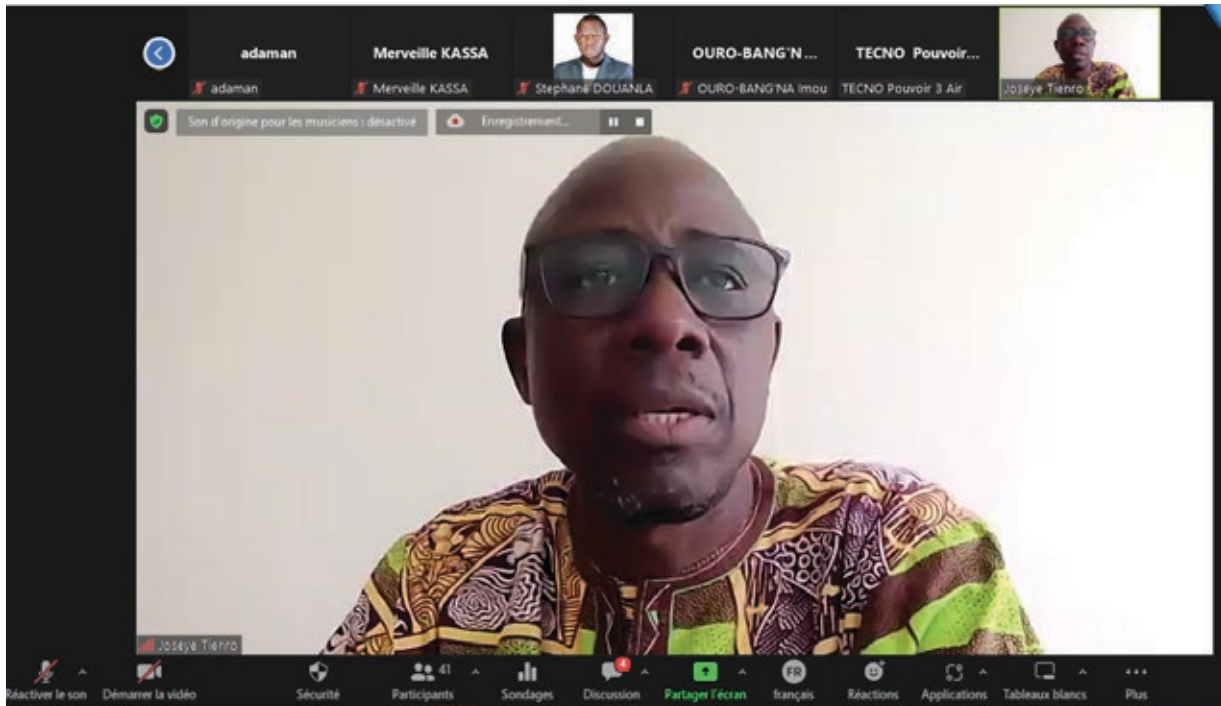 adaman
Merveille KASSA
OURO-BANG'N...
TECNO Pouvoir...
adaman
Merveille KASSA
Stephane DOUANLA
OURO-BANG'NA Imou
TECNO Pouvoir 3 Air
Joseye Tienro
Son d'origine pour les musiciens : désactivé
Enregistrement...
Joseye Tienro
41
4
FR
Réactiver le son
Démarrer la vidéo
Sécurité
Participants
Sondages
Discussion
Partager l'écran
français
Réactions
Applications
Tableaux blancs
Plus